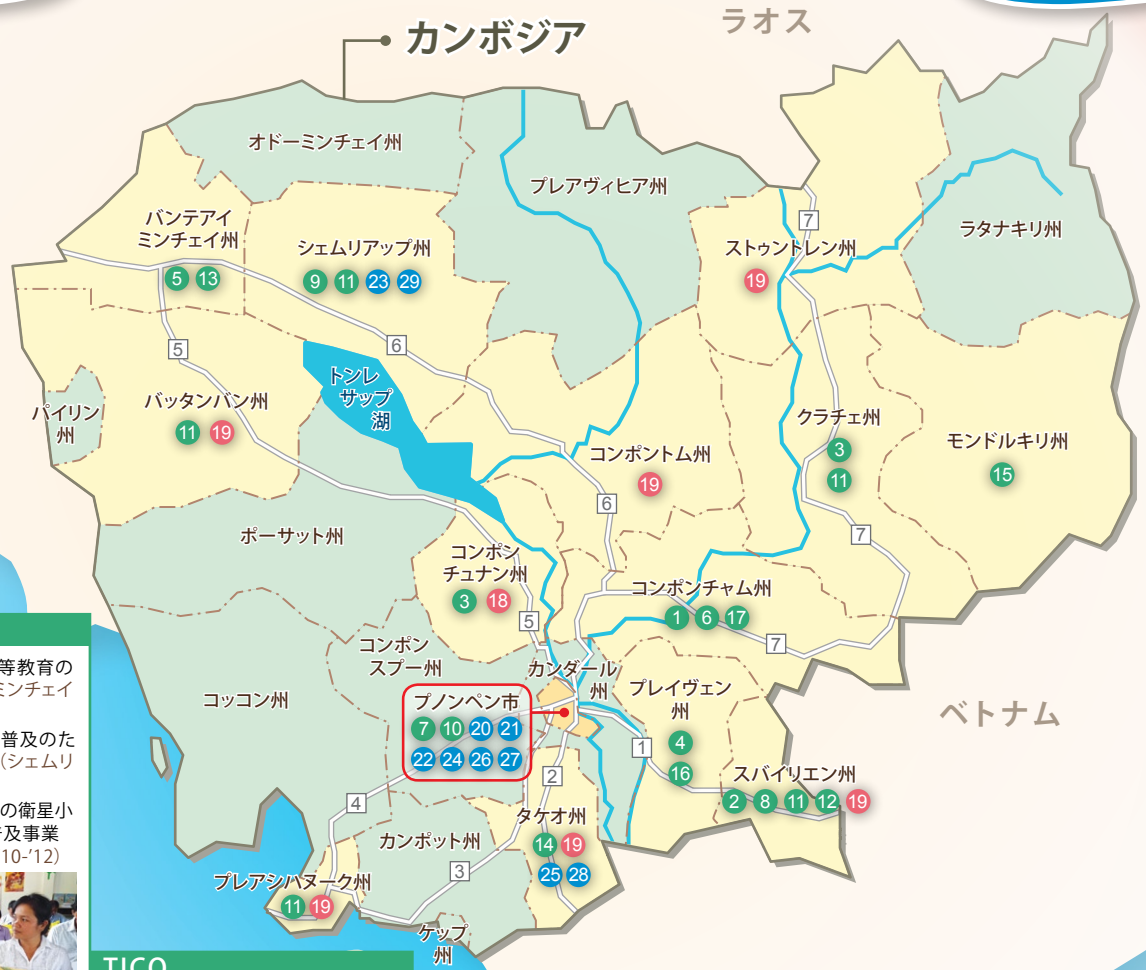 カンボジア
ラオス
オドーミンチェイ州
プレアヴィヒア州
バンテアイ
ミンチェイ州
5 13
シェムリアップ州
9 11 23 29
ストゥントレン州
19
7
ラタナキリ州
5
6
トンレ
サップ
湖
パイリン
州
バッタンバン州
11 19
コンポントム州
19
6
クラチェ州
3
11
モンドルキリ州
15
7
ポーサット州
コンポン
チュナン州
3 18
5
コンポンチャム州
1 6 17
7
コンポン
スプー州
カンダール
州
コッコン州
プノンペン市
7 10 20 21
22 24 26 27
プレイヴェン
州
4
16
1
ベトナム
スバイリエン州
2 8 11 12 19
2
4
タケオ州
14 19
25 28
カンポット州
3
プレアシハヌーク州
11 19
ケップ
州
等教育の
ミンチェイ
普及のた
（シェムリ
の衛星小
及事業
10-’12）
TICO